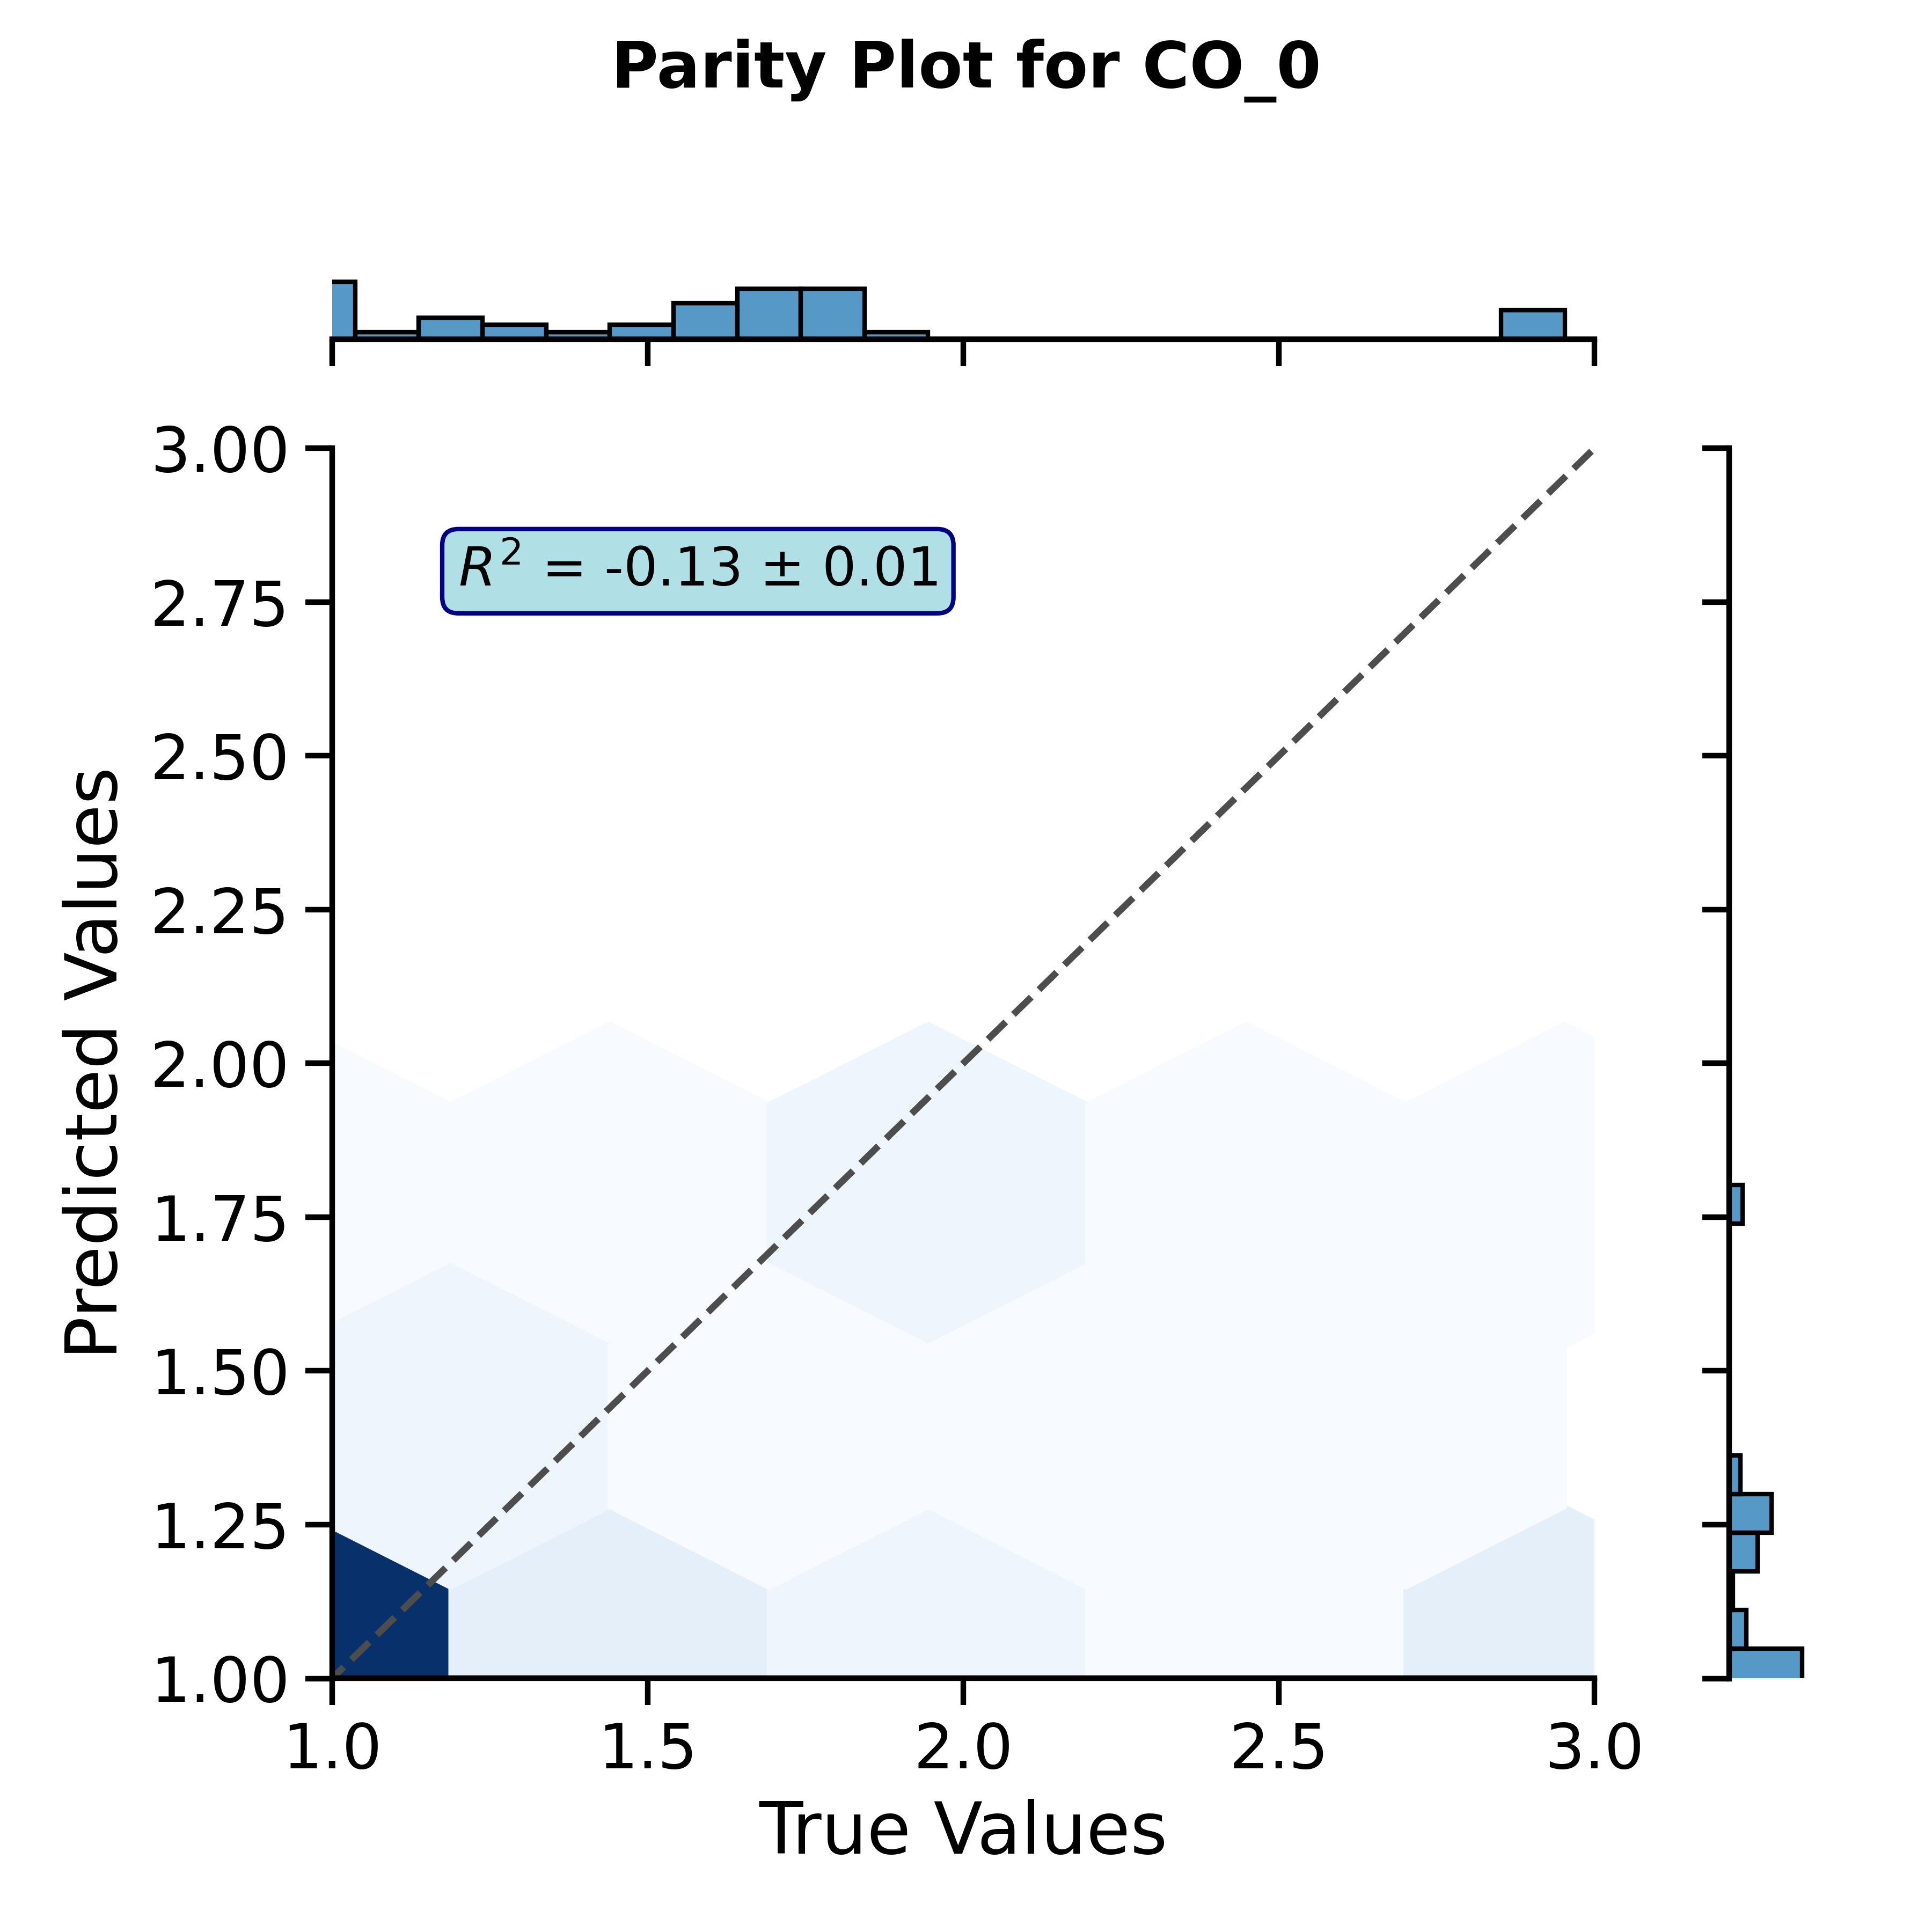 Parity Plot for CO_0
3.00
R² = -0.13 ± 0.01
2.75
2.50
2.25
2.00
1.75
1.50
1.25
1.00
Predicted Values
1.0 1.5 2.0 2.5 3.0
True Values